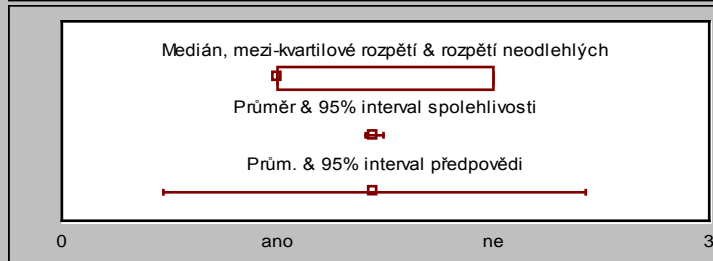 Medián, mezi-kvartilové rozpětí & rozpětí neodlehlých
Průměr & 95% interval spolehlivosti
Prům. & 95% interval předpovědi
0 ano ne 3